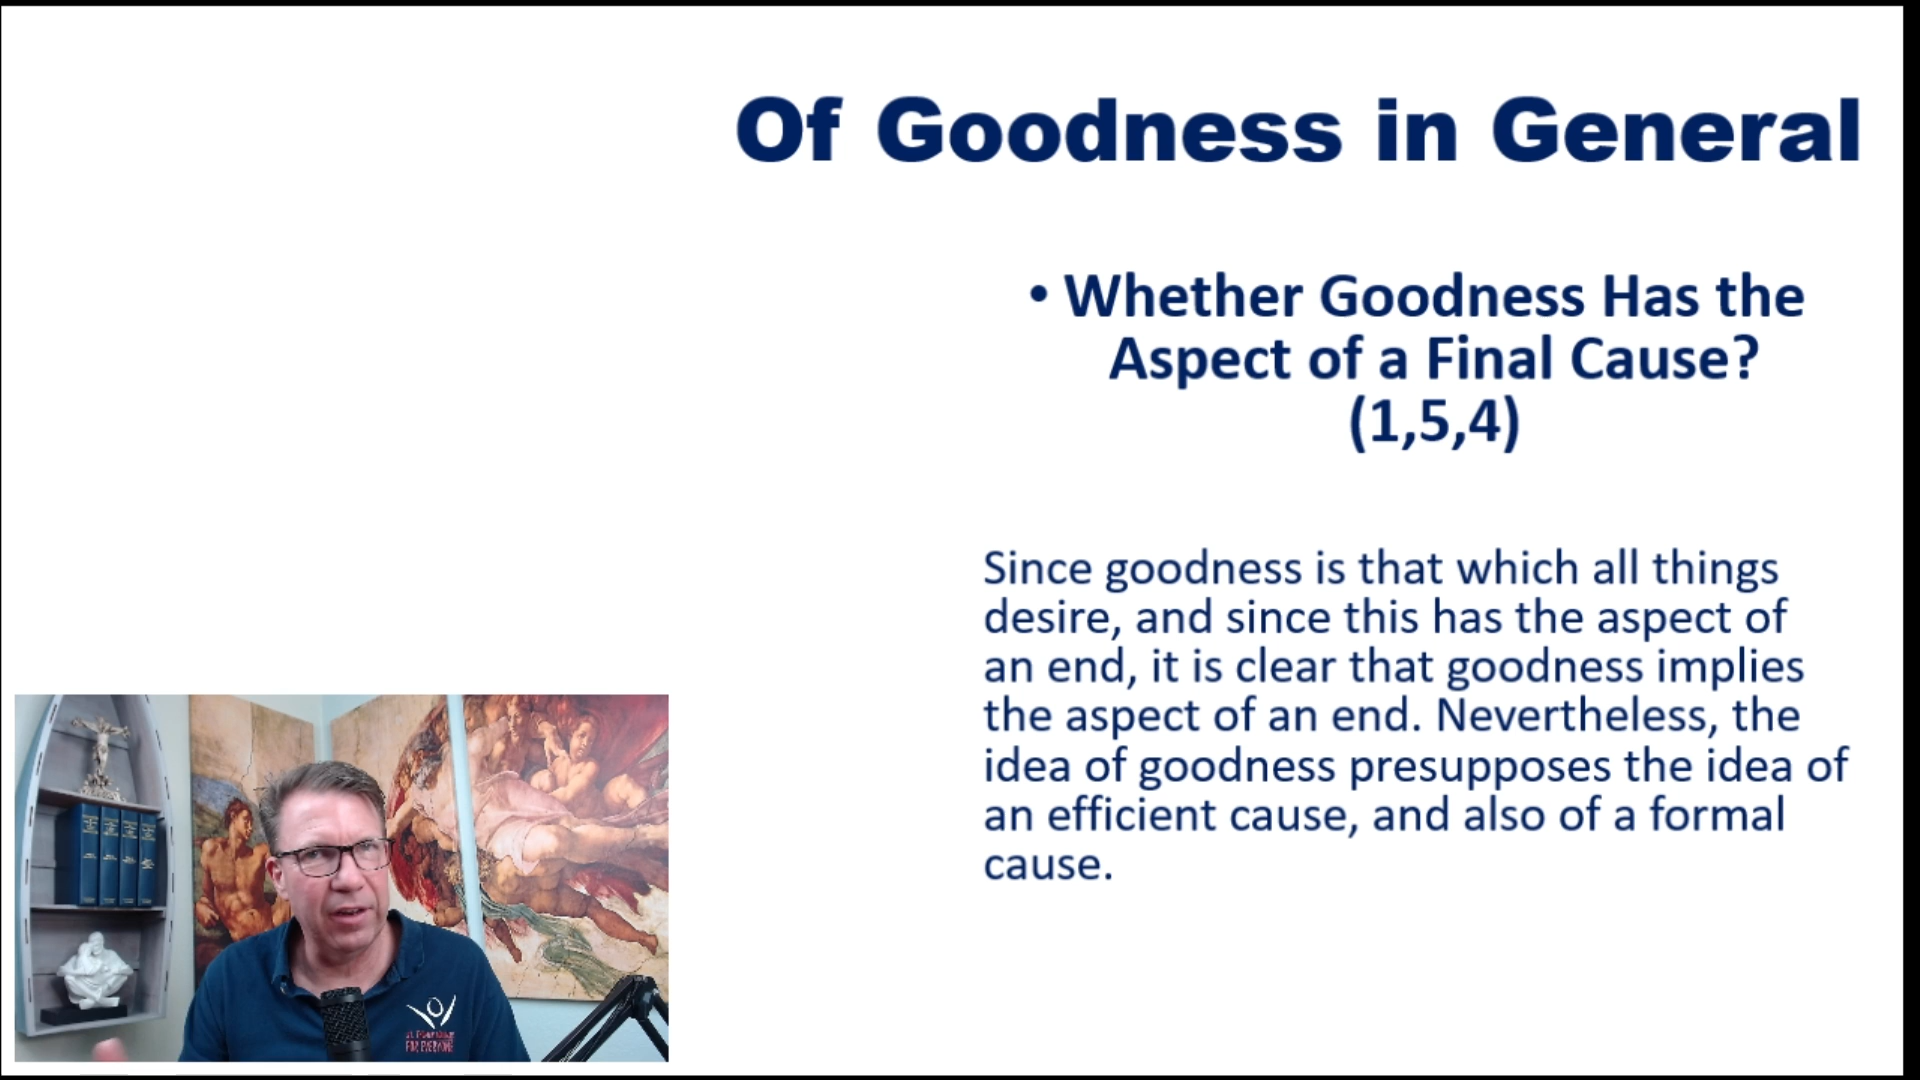 Of Goodness in General
• Whether Goodness Has the
Aspect of a Final Cause?
(1,5,4)
Since goodness is that which all things
desire, and since this has the aspect of
an end, it is clear that goodness implies
the aspect of an end. Nevertheless, the
idea of goodness presupposes the idea of
an efficient cause, and also of a formal
cause.
FOR EVERYONE